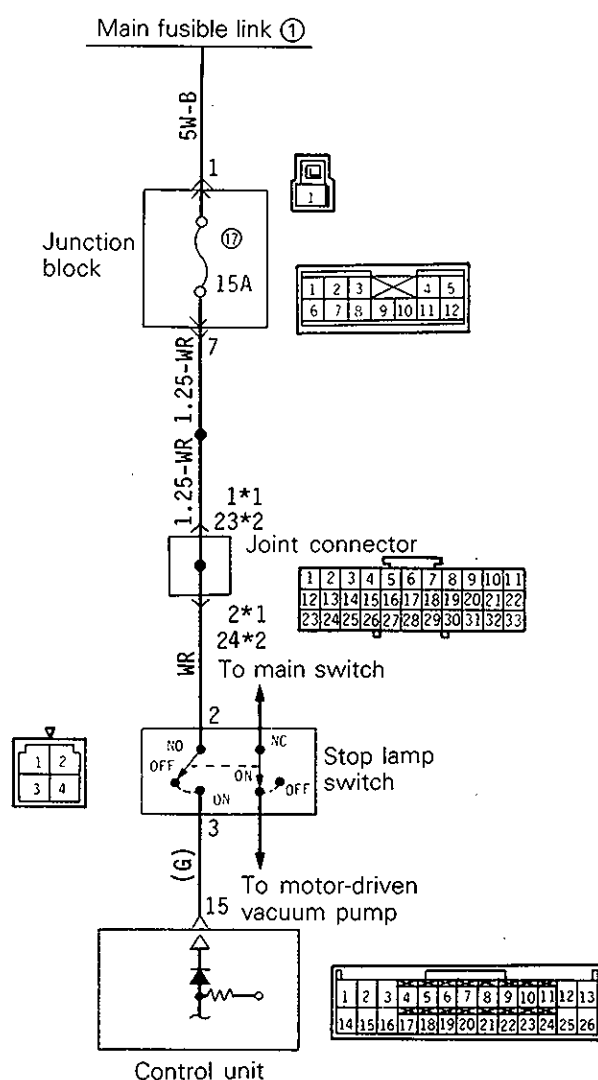 Main fusible link ①
5W-B
1
1
Junction block
⑰
15A
1 2 3 4 5
6 7 8 9 10 11 12
7
1.25-WR
1.25-WR
1*1
23*2
Joint connector
1 2 3 4 5 6 7 8 9 10 11
12 13 14 15 16 17 18 19 20 21 22
23 24 25 26 27 28 29 30 31 32 33
2*1
24*2
WR
To main switch
2
NO
NC
OFF
ON
OFF
ON
Stop lamp
switch
1 2
3 4
3
(G)
To motor-driven
vacuum pump
15
1 2 3 4 5 6 7 8 9 10 11 12 13
14 15 16 17 18 19 20 21 22 23 24 25 26
Control unit